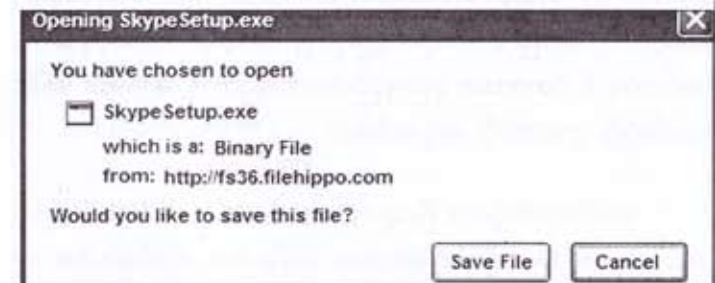 Opening SkypeSetup.exe
You have chosen to open
SkypeSetup.exe
which is a: Binary File
from: http://fs36.filehippo.com
Would you like to save this file?
Save File Cancel